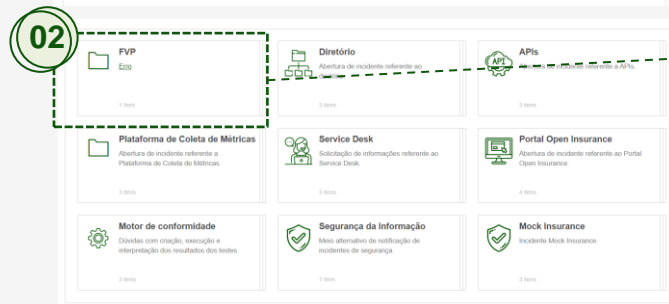 02
FVP
Erro
1 item
Diretório
Abertura de incidente referente ao
diretório.
3 itens
APIs
API
Abertura de incidente referente a APIs.
3 itens
Plataforma de Coleta de Métricas
Abertura de incidente referente a
Plataforma de Coleta de Métricas.
3 itens
Service Desk
Solicitação de informações referente ao
Service Desk.
3 itens
Portal Open Insurance
Abertura de incidente referente ao Portal
Open Insurance
4 itens
Motor de conformidade
Dúvidas com criação, execução e
interpretação dos resultados dos testes
3 itens
Segurança da Informação
Meio alternativo de notificação de
incidentes de segurança.
1 item
Mock Insurance
Incidente Mock Insurance
3 itens